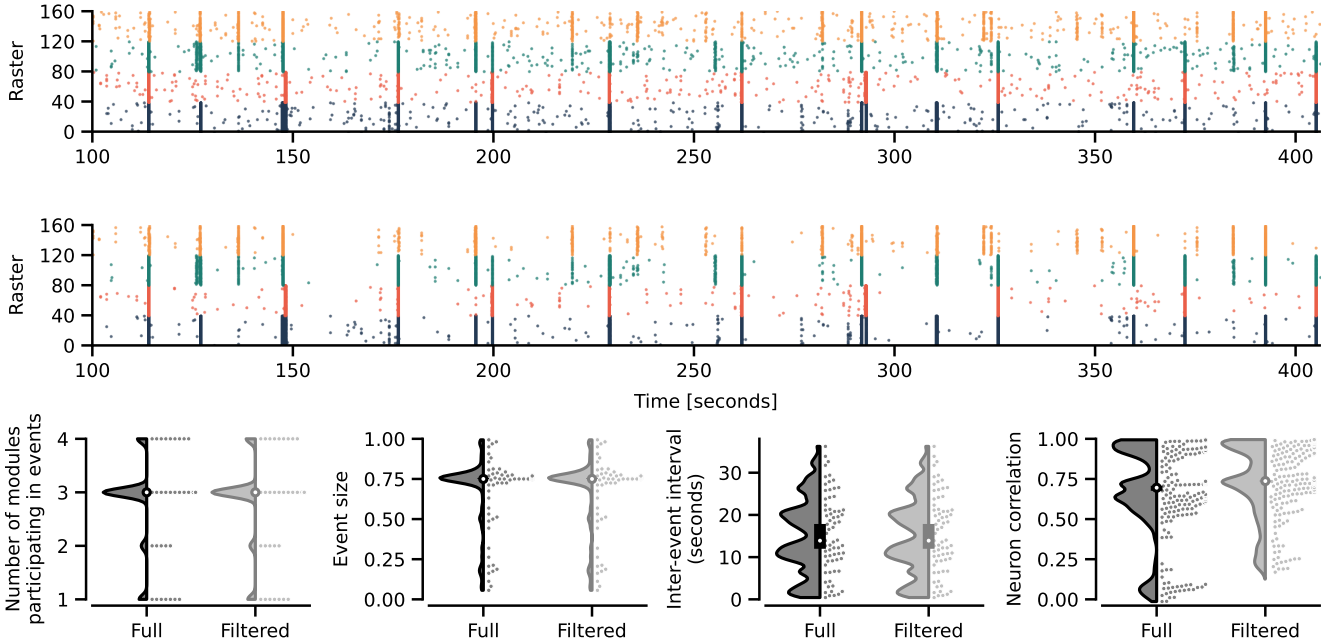 Raster
160
120
80
40
0
100 150 200 250 300 350 400
Raster
160
120
80
40
0
100 150 200 250 300 350 400
Time [seconds]
Number of modules
participating in events
4
3
2
1
Full Filtered
Event size
1.00
0.75
0.50
0.25
0.00
Full Filtered
Inter-event interval
(seconds)
30
20
10
0
Full Filtered
Neuron correlation
1.00
0.75
0.50
0.25
0.00
Full Filtered